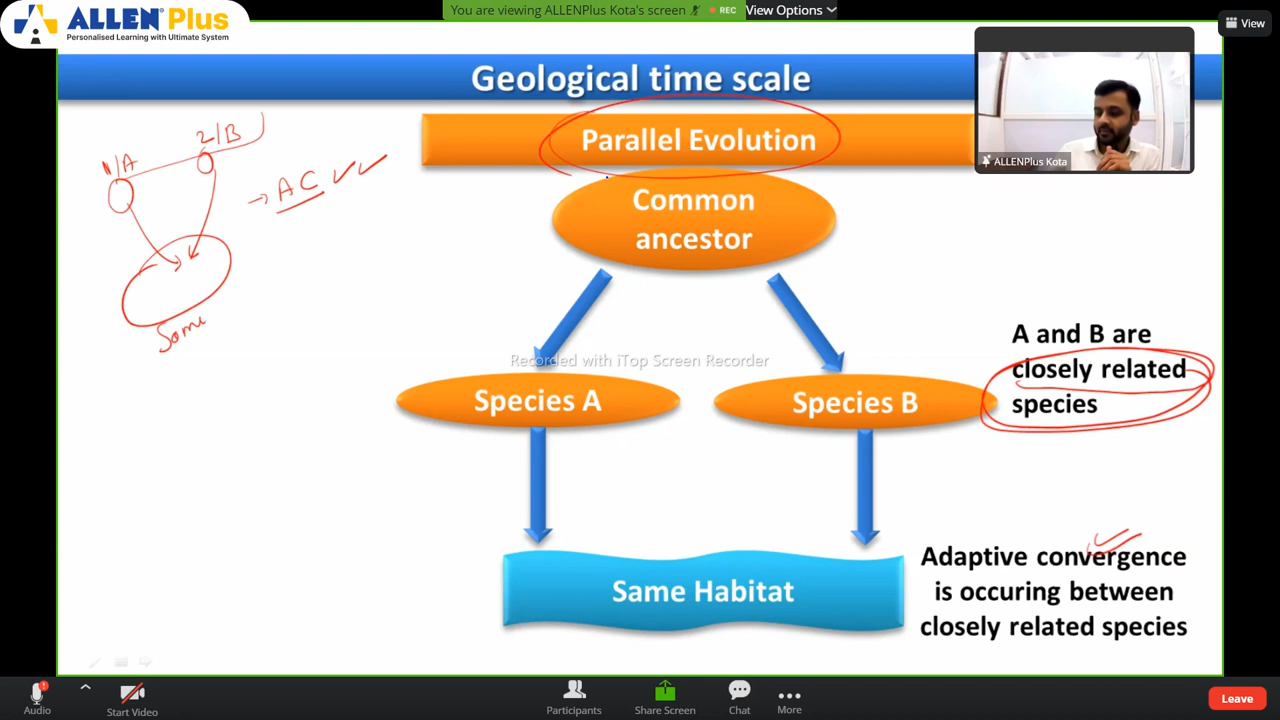 ALLEN Plus
Personalised Learning with Ultimate System
You are viewing ALLENPlus Kota's screen
REC
View Options
View
Geological time scale
Parallel Evolution
ALLENPlus Kota
1/A
2/B
→ AC ✓✓
Same
Common
ancestor
A and B are
closely related
species
Recorded with iTop Screen Recorder
Species A
Species B
Adaptive convergence
is occuring between
closely related species
Same Habitat
Audio
Start Video
Participants
Share Screen
Chat
More
Leave